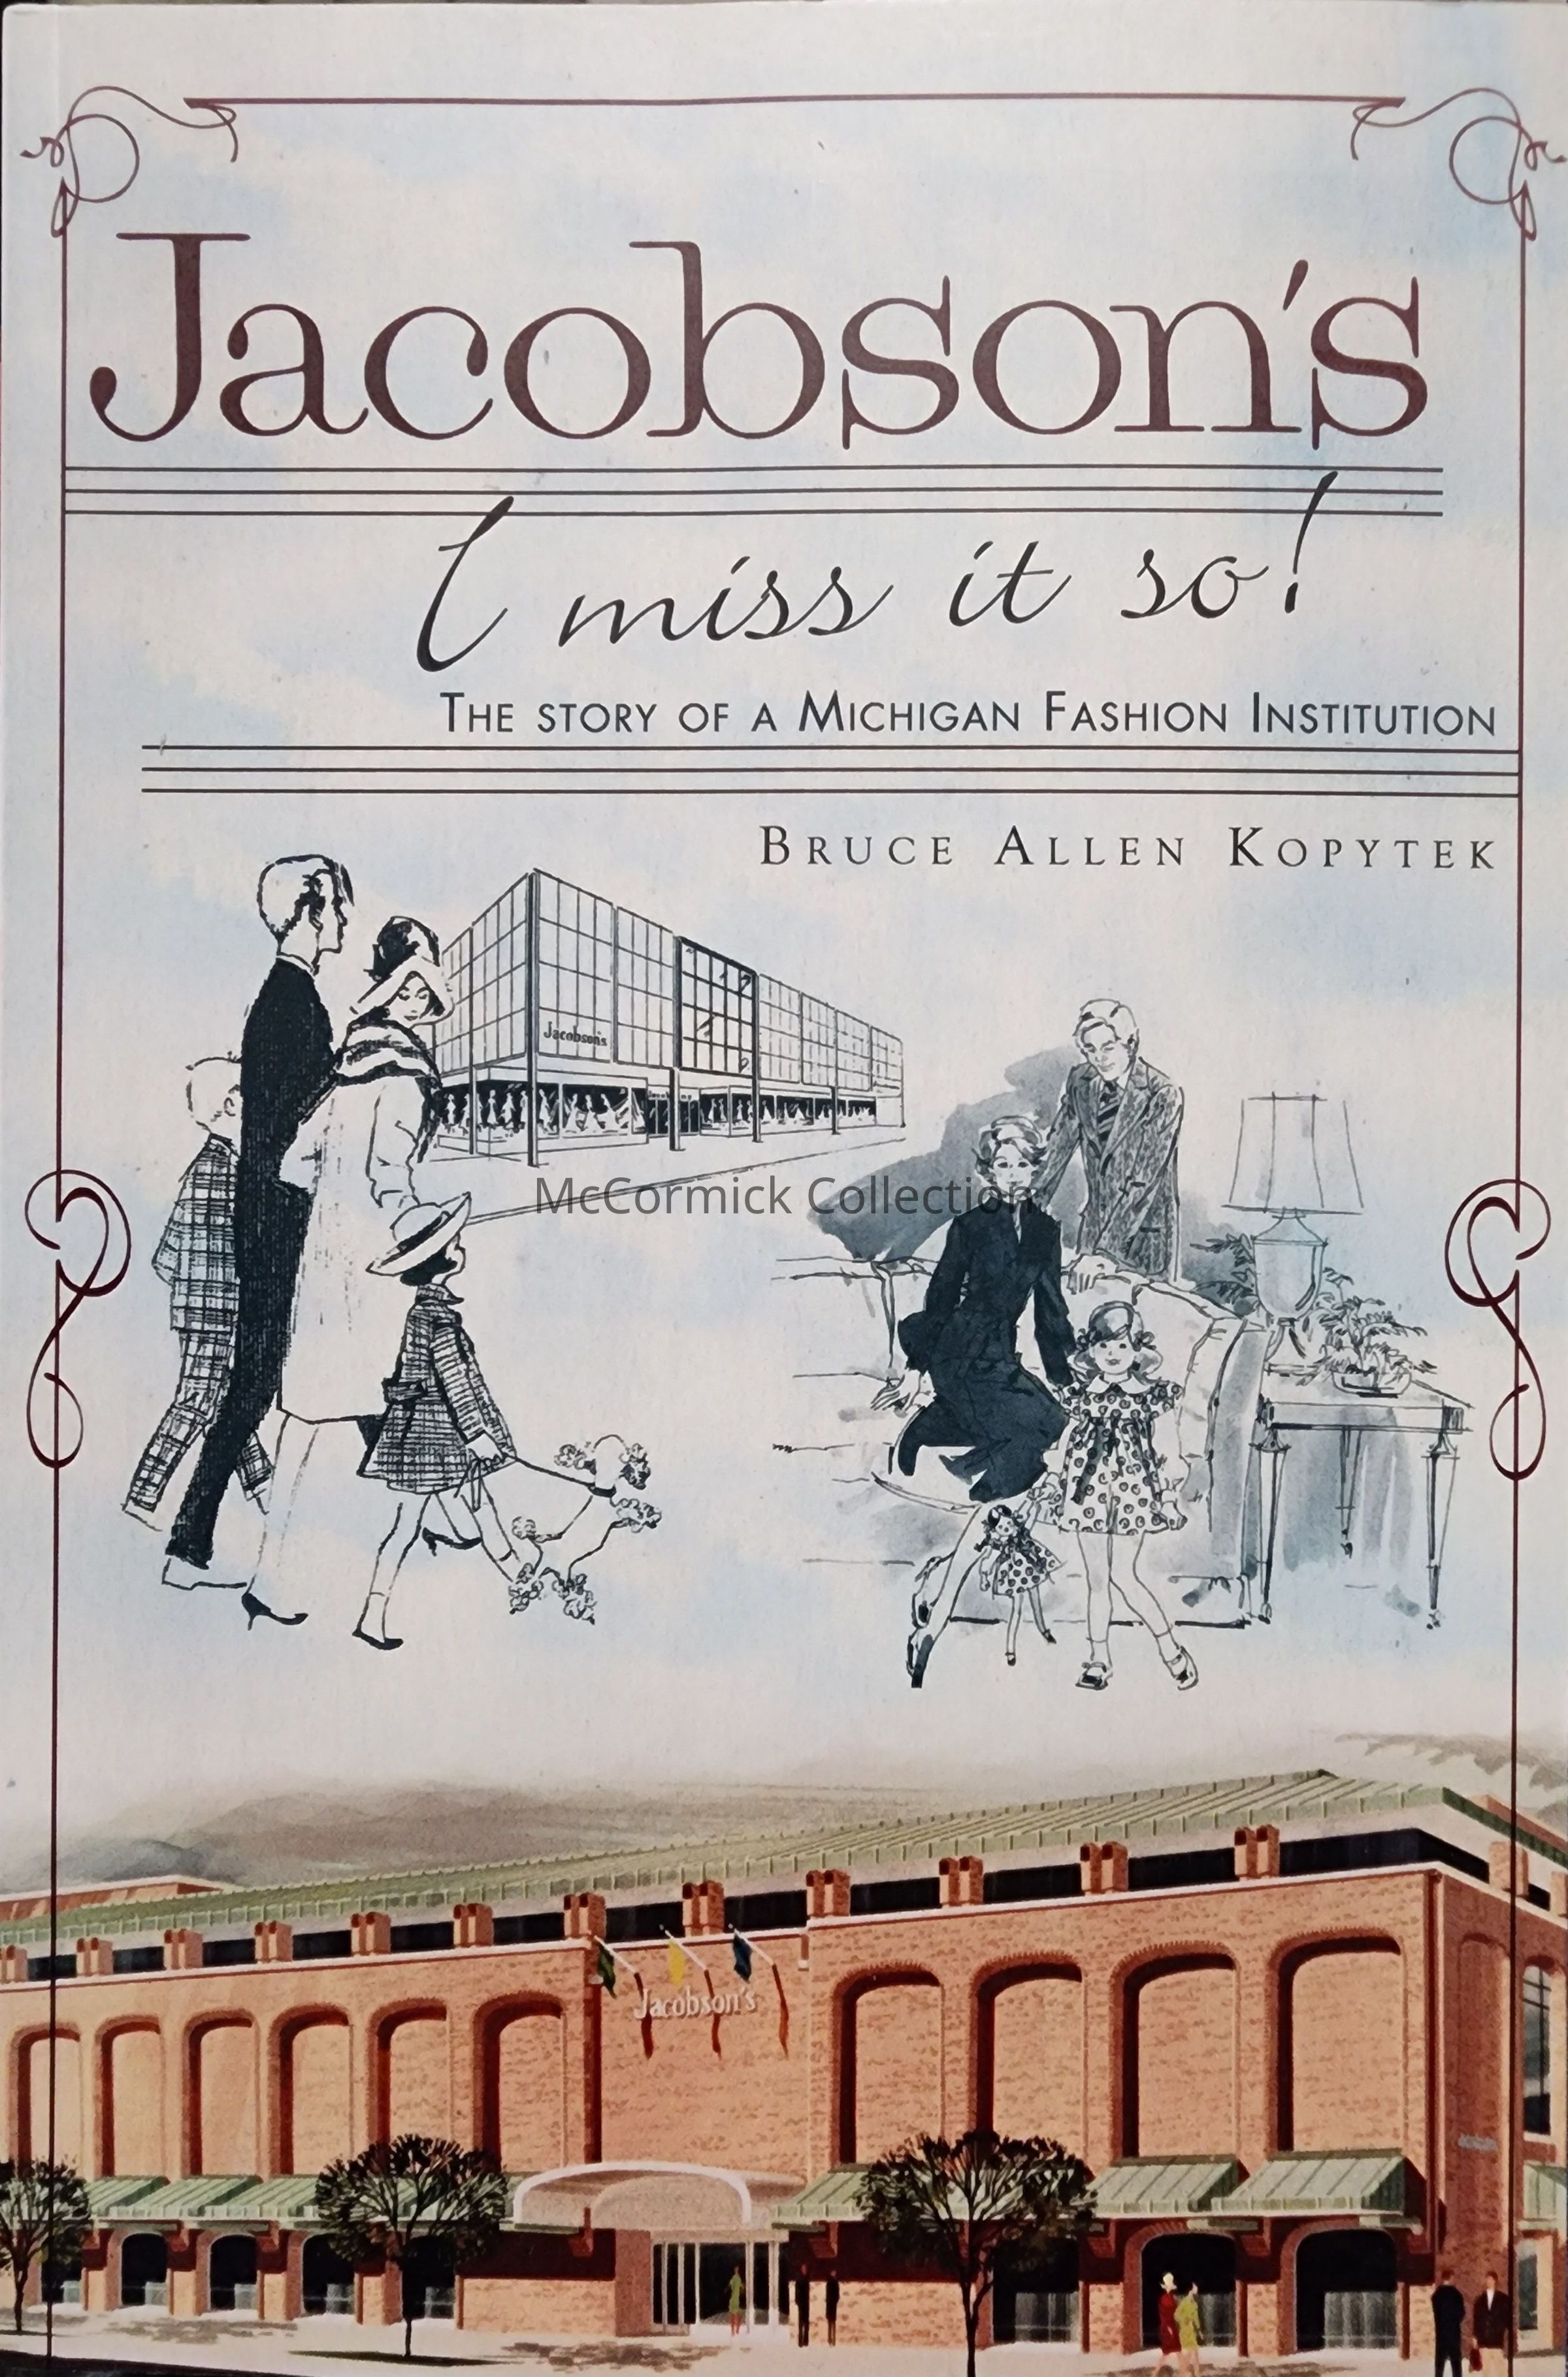 Jacobson's
I miss it so!
THE STORY OF A MICHIGAN FASHION INSTITUTION
BRUCE ALLEN KOPYTEK
Jacobson's
McCormick Collection
Jacobson's